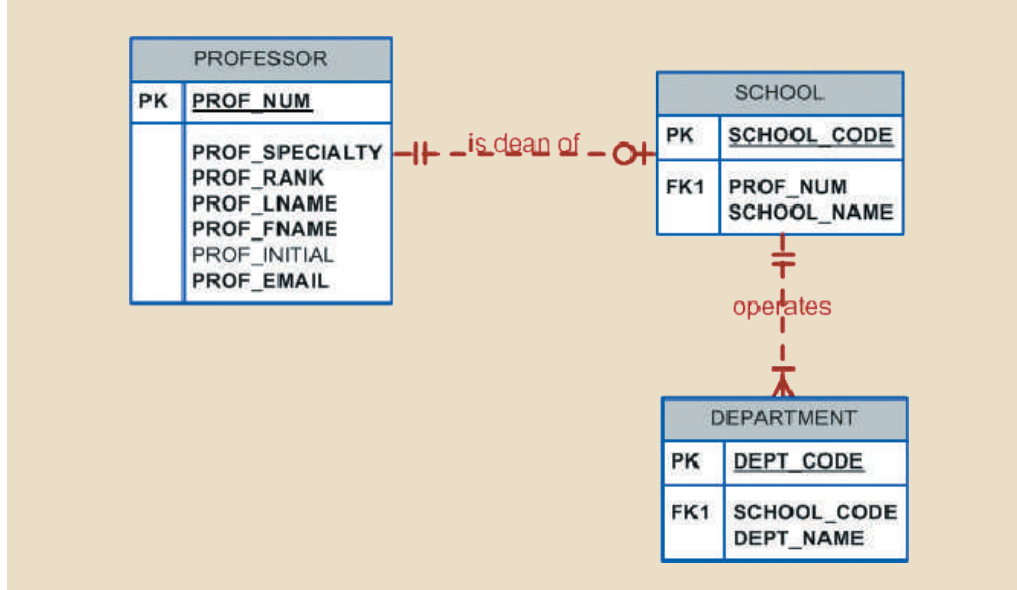 PROFESSOR
PK PROF_NUM
PROF_SPECIALTY
PROF_RANK
PROF_LNAME
PROF_FNAME
PROF_INITIAL
PROF_EMAIL
is dean of
SCHOOL
PK SCHOOL_CODE
FK1 PROF_NUM
SCHOOL_NAME
operates
DEPARTMENT
PK DEPT_CODE
FK1 SCHOOL_CODE
DEPT_NAME